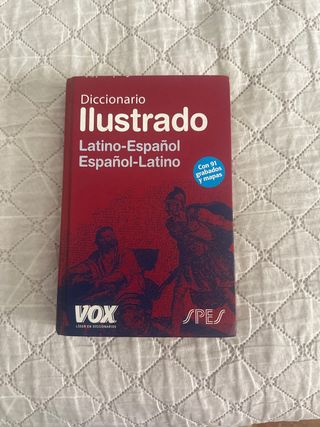 Diccionario
Ilustrado
Latino-Español
Español-Latino
Con 91
grabados
y mapas
VOX
LÍDER EN DICCIONARIOS
SPES